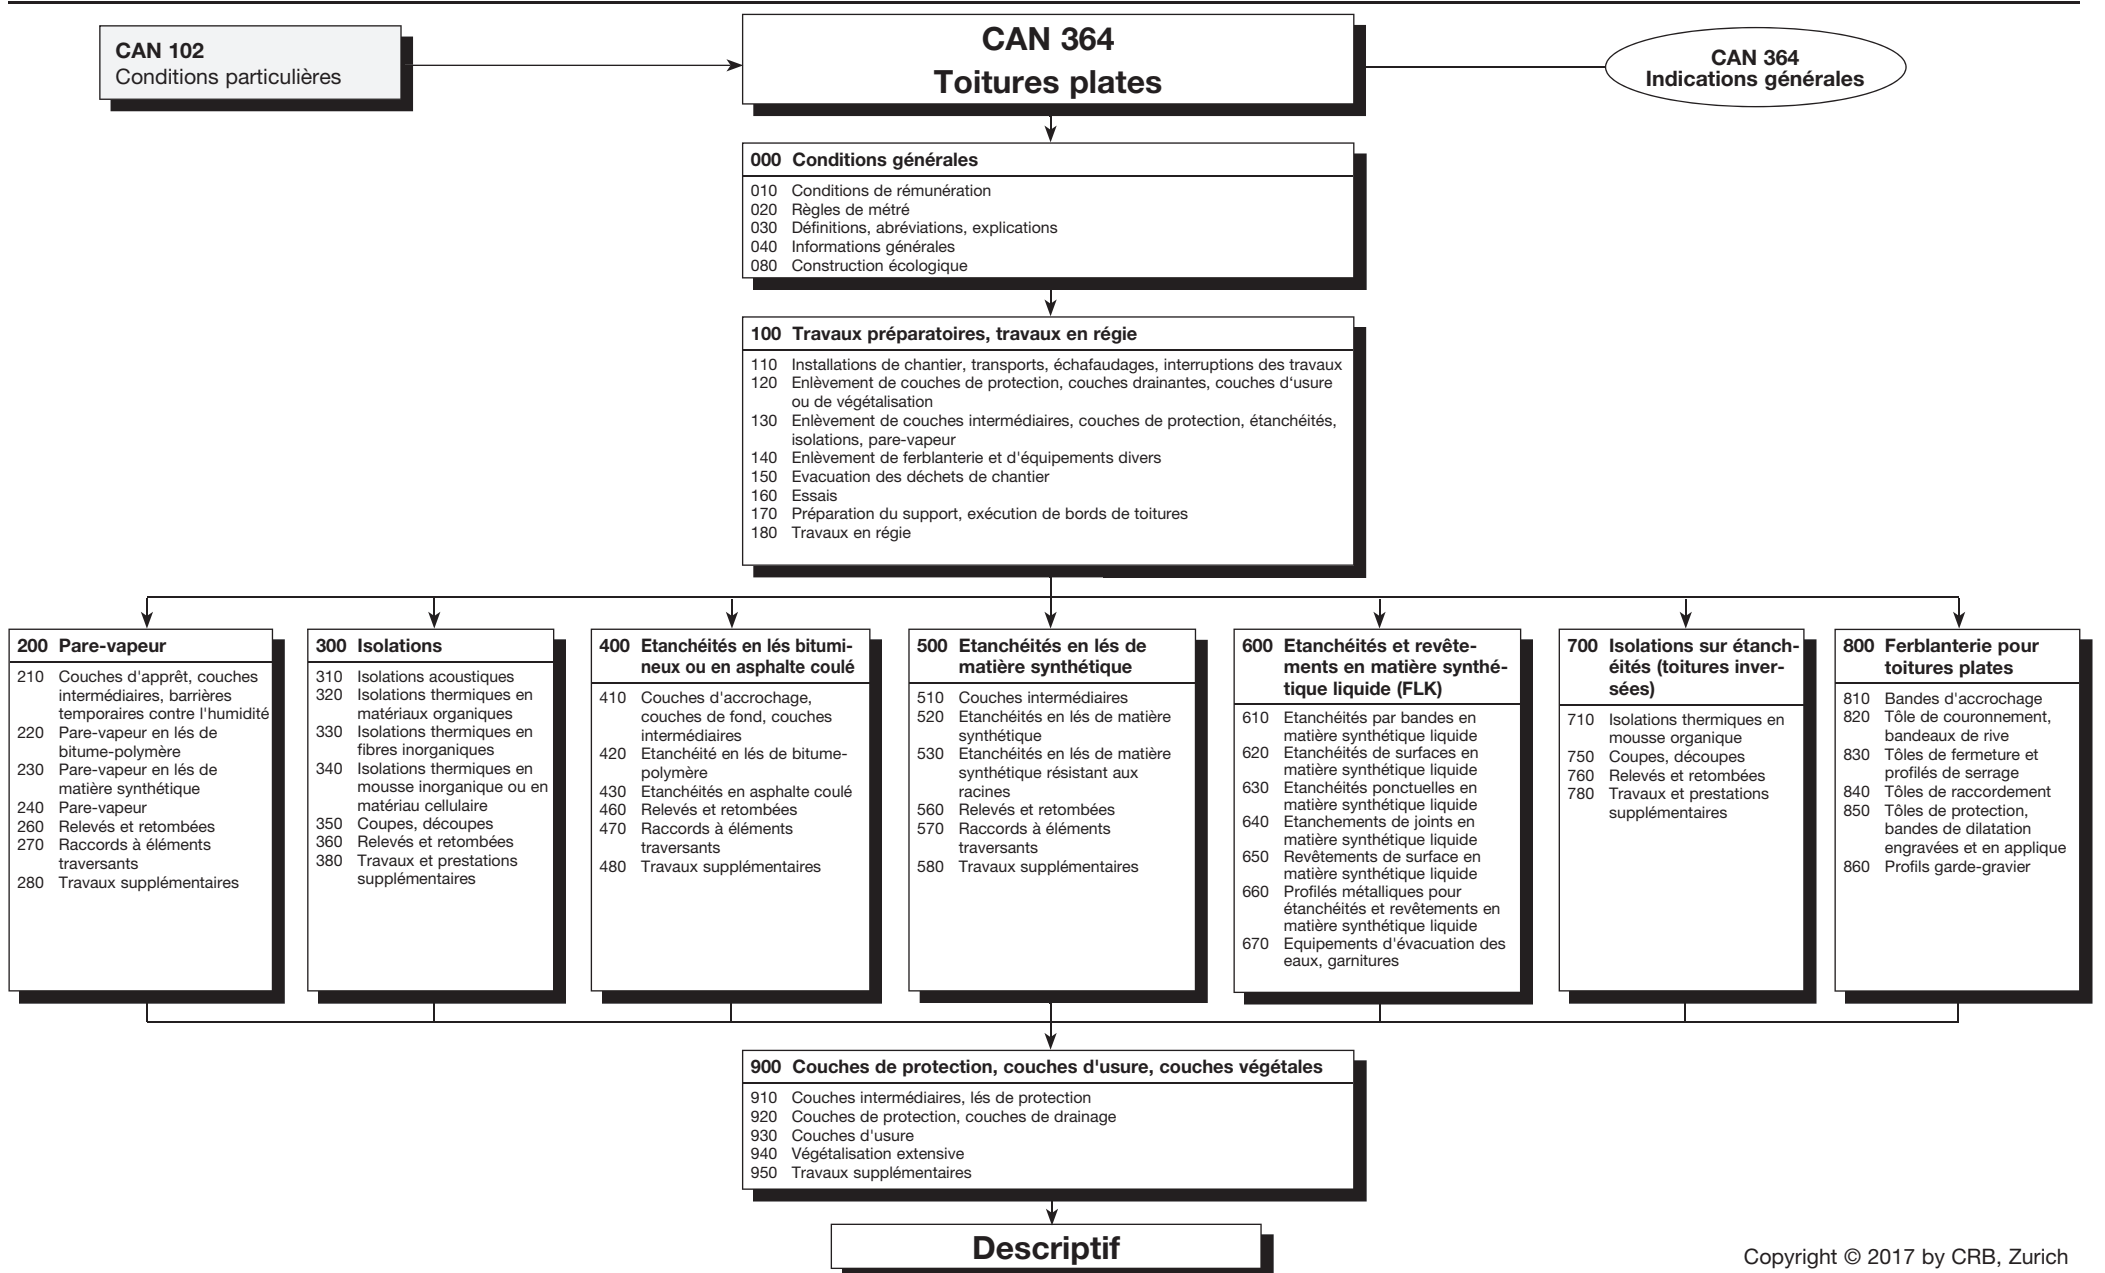 CAN 102
Conditions particulières
CAN 364
Toitures plates
CAN 364
Indications générales
000 Conditions générales
010 Conditions de rémunération
020 Règles de métré
030 Définitions, abréviations, explications
040 Informations générales
080 Construction écologique
100 Travaux préparatoires, travaux en régie
110 Installations de chantier, transports, échafaudages, interruptions des travaux
120 Enlèvement de couches de protection, couches drainantes, couches d‘usure
ou de végétalisation
130 Enlèvement de couches intermédiaires, couches de protection, étanchéités,
isolations, pare-vapeur
140 Enlèvement de ferblanterie et d'équipements divers
150 Evacuation des déchets de chantier
160 Essais
170 Préparation du support, exécution de bords de toitures
180 Travaux en régie
200 Pare-vapeur
210 Couches d'apprêt, couches
intermédiaires, barrières
temporaires contre l'humidité
220 Pare-vapeur en lés de
bitume-polymère
230 Pare-vapeur en lés de
matière synthétique
240 Pare-vapeur
260 Relevés et retombées
270 Raccords à éléments
traversants
280 Travaux supplémentaires
300 Isolations
310 Isolations acoustiques
320 Isolations thermiques en
matériaux organiques
330 Isolations thermiques en
fibres inorganiques
340 Isolations thermiques en
mousse inorganique ou en
matériau cellulaire
350 Coupes, découpes
360 Relevés et retombées
380 Travaux et prestations
supplémentaires
400 Etanchéités en lés bitumi-
neux ou en asphalte coulé
410 Couches d'accrochage,
couches de fond, couches
intermédiaires
420 Etanchéité en lés de bitume-
polymère
430 Etanchéités en asphalte coulé
460 Relevés et retombées
470 Raccords à éléments
traversants
480 Travaux supplémentaires
500 Etanchéités en lés de
matière synthétique
510 Couches intermédiaires
520 Etanchéités en lés de matière
synthétique
530 Etanchéités en lés de matière
synthétique résistant aux
racines
560 Relevés et retombées
570 Raccords à éléments
traversants
580 Travaux supplémentaires
600 Etanchéités et revête-
ments en matière synthé-
tique liquide (FLK)
610 Etanchéités par bandes en
matière synthétique liquide
620 Etanchéités de surfaces en
matière synthétique liquide
630 Etanchéités ponctuelles en
matière synthétique liquide
640 Etanchements de joints en
matière synthétique liquide
650 Revêtements de surface en
matière synthétique liquide
660 Profilés métalliques pour
étanchéités et revêtements en
matière synthétique liquide
670 Equipements d'évacuation des
eaux, garnitures
700 Isolations sur étanch-
éités (toitures inver-
sées)
710 Isolations thermiques en
mousse organique
750 Coupes, découpes
760 Relevés et retombées
780 Travaux et prestations
supplémentaires
800 Ferblanterie pour
toitures plates
810 Bandes d'accrochage
820 Tôle de couronnement,
bandeaux de rive
830 Tôles de fermeture et
profilés de serrage
840 Tôles de raccordement
850 Tôles de protection,
bandes de dilatation
engravées et en applique
860 Profils garde-gravier
900 Couches de protection, couches d'usure, couches végétales
910 Couches intermédiaires, lés de protection
920 Couches de protection, couches de drainage
930 Couches d'usure
940 Végétalisation extensive
950 Travaux supplémentaires
Descriptif
Copyright © 2017 by CRB, Zurich